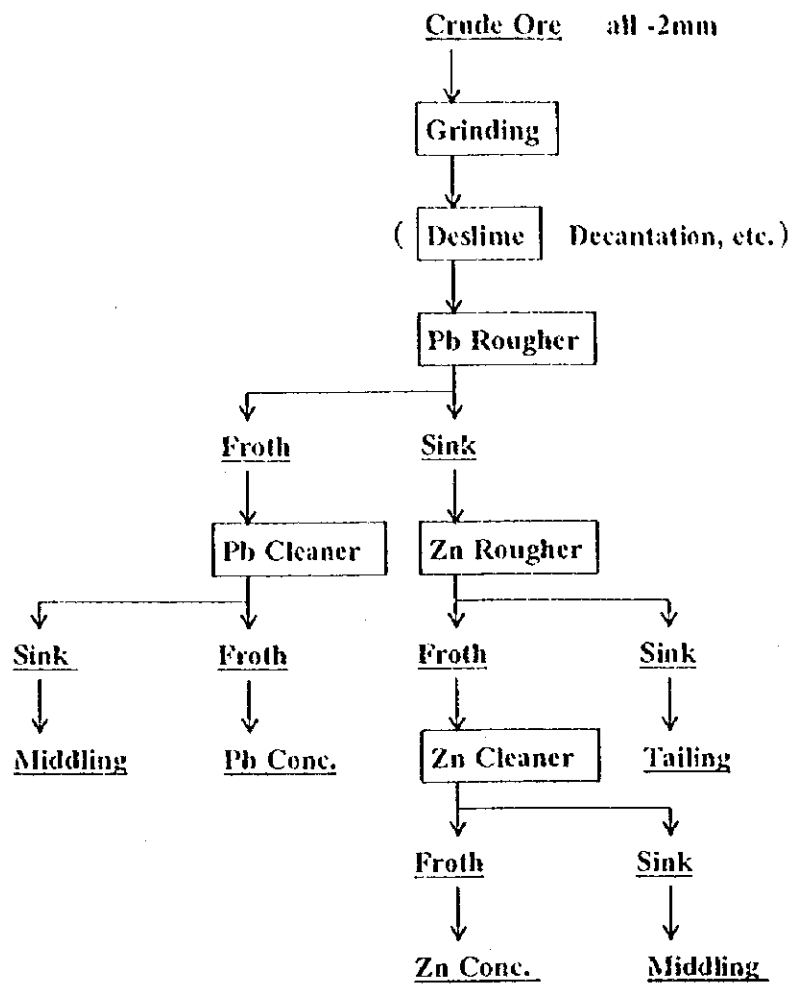 Crude Ore all -2mm
Grinding
( Deslime Decantation, etc.)
Pb Rougher
Froth Sink
Pb Cleaner Zn Rougher
Sink Froth Froth Sink
Middling Pb Conc. Zn Cleaner Tailing
Froth Sink
Zn Conc. Middling